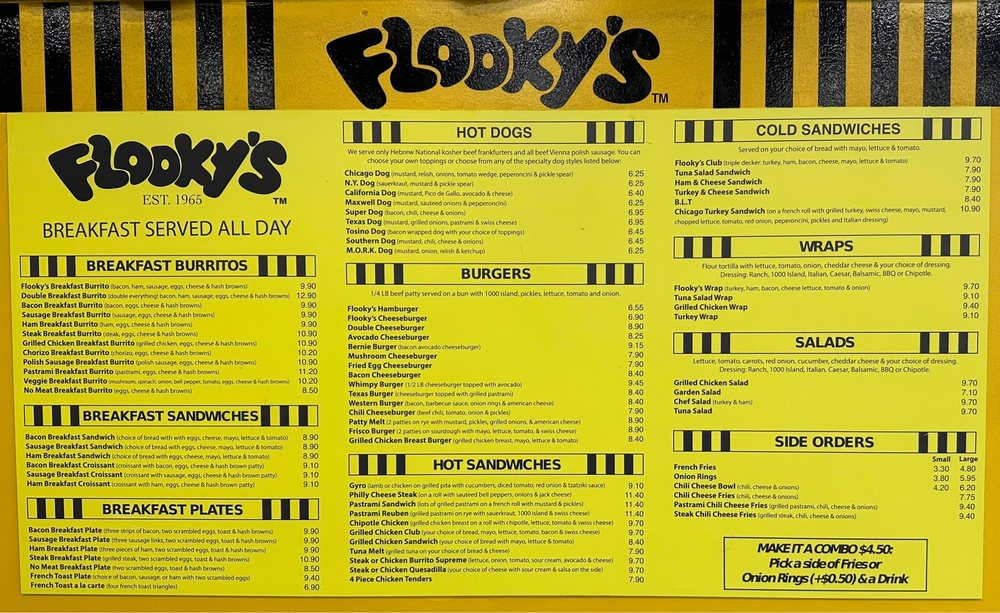 FLOOKY'S TM
FLOOKY'S TM
EST. 1965
BREAKFAST SERVED ALL DAY
BREAKFAST BURRITOS
Flooky's Breakfast Burrito (bacon, ham, sausage, eggs, cheese & hash browns) 9.90
Double Breakfast Burrito (double everything! bacon, ham, sausage, eggs, cheese & hash browns) 12.90
Bacon Breakfast Burrito (bacon, eggs, cheese & hash browns) 9.90
Sausage Breakfast Burrito (sausage, eggs, cheese & hash browns) 9.90
Ham Breakfast Burrito (ham, eggs, cheese & hash browns) 9.90
Steak Breakfast Burrito (steak, eggs, cheese & hash browns) 10.90
Grilled Chicken Breakfast Burrito (grilled chicken, eggs, cheese & hash browns) 10.90
Chorizo Breakfast Burrito (chorizo, eggs, cheese & hash browns) 10.20
Polish Sausage Breakfast Burrito (polish sausage, eggs, cheese & hash browns) 10.90
Pastrami Breakfast Burrito (pastrami, eggs, cheese & hash browns) 11.20
Veggie Breakfast Burrito (mushroom, spinach, onion, bell pepper, tomato, eggs, cheese & hash browns) 10.20
No Meat Breakfast Burrito (eggs, cheese & hash browns) 8.50
BREAKFAST SANDWICHES
Bacon Breakfast Sandwich (choice of bread with with eggs, cheese, mayo, lettuce & tomato) 8.90
Sausage Breakfast Sandwich (choice of bread with eggs, cheese, mayo, lettuce & tomato) 8.90
Ham Breakfast Sandwich (choice of bread with eggs, cheese, mayo, lettuce & tomato) 8.90
Bacon Breakfast Croissant (croissant with bacon, eggs, cheese & hash brown patty) 9.10
Sausage Breakfast Croissant (croissant with sausage, eggs, cheese & hash brown patty) 9.10
Ham Breakfast Croissant (croissant with ham, eggs, cheese & hash brown patty) 9.10
BREAKFAST PLATES
Bacon Breakfast Plate (three strips of bacon, two scrambled eggs, toast & hash browns) 9.90
Sausage Breakfast Plate (three sausage links, two scrambled eggs, toast & hash browns) 9.90
Ham Breakfast Plate (three pieces of ham, two scrambled eggs, toast & hash browns) 9.90
Steak Breakfast Plate (grilled steak, two scrambled eggs, toast & hash browns) 10.90
No Meat Breakfast Plate (two scrambled eggs, toast & hash browns) 8.50
French Toast Plate (choice of bacon, sausage, or ham with two scrambled eggs) 9.40
French Toast a la carte (four french toast triangles) 6.90
HOT DOGS
We serve only Hebrew National kosher beef frankfurters and all beef Vienna polish sausage. You can
choose your own toppings or choose from any of the specialty dog styles listed below:
Chicago Dog (mustard, relish, onions, tomato wedge, peperoncini & pickle spear) 6.25
N.Y. Dog (sauerkraut, mustard & pickle spear) 6.25
California Dog (mustard, Pico de Gallo, avocado & cheese) 6.40
Maxwell Dog (mustard, sauteed onions & pepperoncini) 6.25
Super Dog (bacon, chili, cheese & onions) 6.95
Texas Dog (mustard, grilled onions, pastrami & swiss cheese) 6.95
Tosino Dog (bacon wrapped dog with your choice of toppings) 6.45
Southern Dog (mustard, chili, cheese & onions) 6.45
M.O.R.K. Dog (mustard, onion, relish & ketchup) 6.25
BURGERS
1/4 LB beef patty served on a bun with 1000 island, pickles, lettuce, tomato and onion.
Flooky's Hamburger 6.55
Flooky's Cheeseburger 6.90
Double Cheeseburger 8.90
Avocado Cheeseburger 8.25
Bernie Burger (bacon avocado cheeseburger) 9.15
Mushroom Cheeseburger 7.90
Fried Egg Cheeseburger 7.90
Bacon Cheeseburger 8.40
Whimpy Burger (1/2 LB cheeseburger topped with avocado) 9.45
Texas Burger (cheeseburger topped with grilled pastrami) 8.40
Western Burger (bacon, barbecue sauce, onion rings & american cheese) 8.40
Chili Cheeseburger (beef chili, tomato, onion & pickles) 7.90
Patty Melt (2 patties on rye with mustard, pickles, grilled onions, & american cheese) 8.90
Frisco Burger (2 patties on sourdough with mayo, lettuce, tomato, & swiss cheese) 8.90
Grilled Chicken Breast Burger (grilled chicken breast, mayo, lettuce & tomato) 8.40
HOT SANDWICHES
Gyro (lamb or chicken on grilled pita with cucumbers, diced tomato, red onion & tzatziki sauce) 9.10
Philly Cheese Steak (on a roll with sauteed bell peppers, onions & jack cheese) 11.40
Pastrami Sandwich (lots of grilled pastrami on a french roll with mustard & pickles) 11.40
Pastrami Reuben (grilled pastrami on rye with sauerkraut, 1000 island & swiss cheese) 11.40
Chipotle Chicken (grilled chicken breast on a roll with chipotle, lettuce, tomato & swiss cheese) 9.70
Grilled Chicken Club (your choice of bread, mayo, lettuce, tomato, bacon & swiss cheese) 9.70
Grilled Chicken Sandwich (your choice of bread with mayo, lettuce & tomato) 8.40
Tuna Melt (grilled tuna on your choice of bread & cheese) 7.90
Steak or Chicken Burrito Supreme (lettuce, onion, tomato, sour cream, avocado & cheese) 9.70
Steak or Chicken Quesadilla (your choice of cheese with sour cream & salsa on the side) 9.70
4 Piece Chicken Tenders 7.90
COLD SANDWICHES
Served on your choice of bread with mayo, lettuce & tomato.
Flooky's Club (triple decker: turkey, ham, bacon, cheese, mayo, lettuce & tomato) 9.70
Tuna Salad Sandwich 7.90
Ham & Cheese Sandwich 7.90
Turkey & Cheese Sandwich 7.90
B.L.T 8.40
Chicago Turkey Sandwich (on a french roll with grilled turkey, swiss cheese, mayo, mustard, 10.90
chopped lettuce, tomato, red onion, peperoncini, pickles and Italian dressing)
WRAPS
Flour tortilla with lettuce, tomato, onion, cheddar cheese & your choice of dressing.
Dressing: Ranch, 1000 Island, Italian, Caesar, Balsamic, BBQ or Chipotle.
Flooky's Wrap (turkey, ham, bacon, cheese lettuce, tomato & onion) 9.70
Tuna Salad Wrap 9.10
Grilled Chicken Wrap 9.40
Turkey Wrap 9.10
SALADS
Lettuce, tomato, carrots, red onion, cucumber, cheddar cheese & your choice of dressing.
Dressing: Ranch, 1000 Island, Italian, Caesar, Balsamic, BBQ or Chipotle.
Grilled Chicken Salad 9.70
Garden Salad 7.10
Chef Salad (turkey & ham) 9.70
Tuna Salad 9.70
SIDE ORDERS
Small Large
French Fries 3.30 4.80
Onion Rings 3.80 5.95
Chili Cheese Bowl (chili, cheese & onions) 4.20 6.20
Chili Cheese Fries (chili, cheese & onions) 7.75
Pastrami Chili Cheese Fries (grilled pastrami, chili, cheese & onions) 9.40
Steak Chili Cheese Fries (grilled steak, chili, cheese & onions) 9.40
MAKE IT A COMBO $4.50:
Pick a side of Fries or
Onion Rings (+$0.50) & a Drink